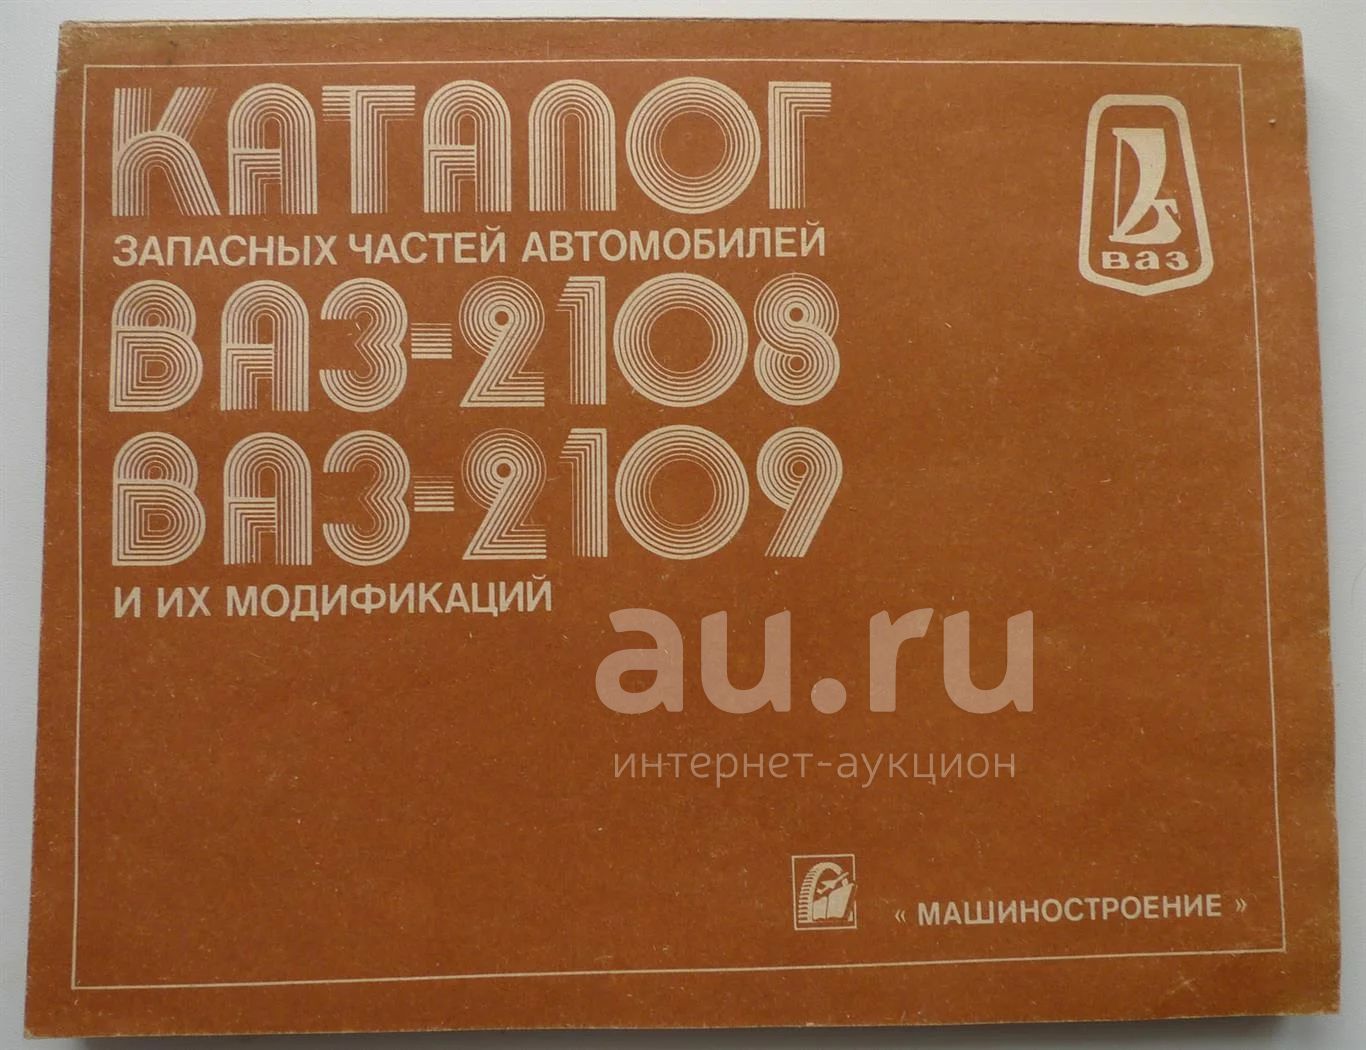 КАТАЛОГ
ЗАПАСНЫХ ЧАСТЕЙ АВТОМОБИЛЕЙ
ВАЗ-2108
ВАЗ-2109
И ИХ МОДИФИКАЦИЙ
ваз
au.ru
интернет-аукцион
« МАШИНОСТРОЕНИЕ »